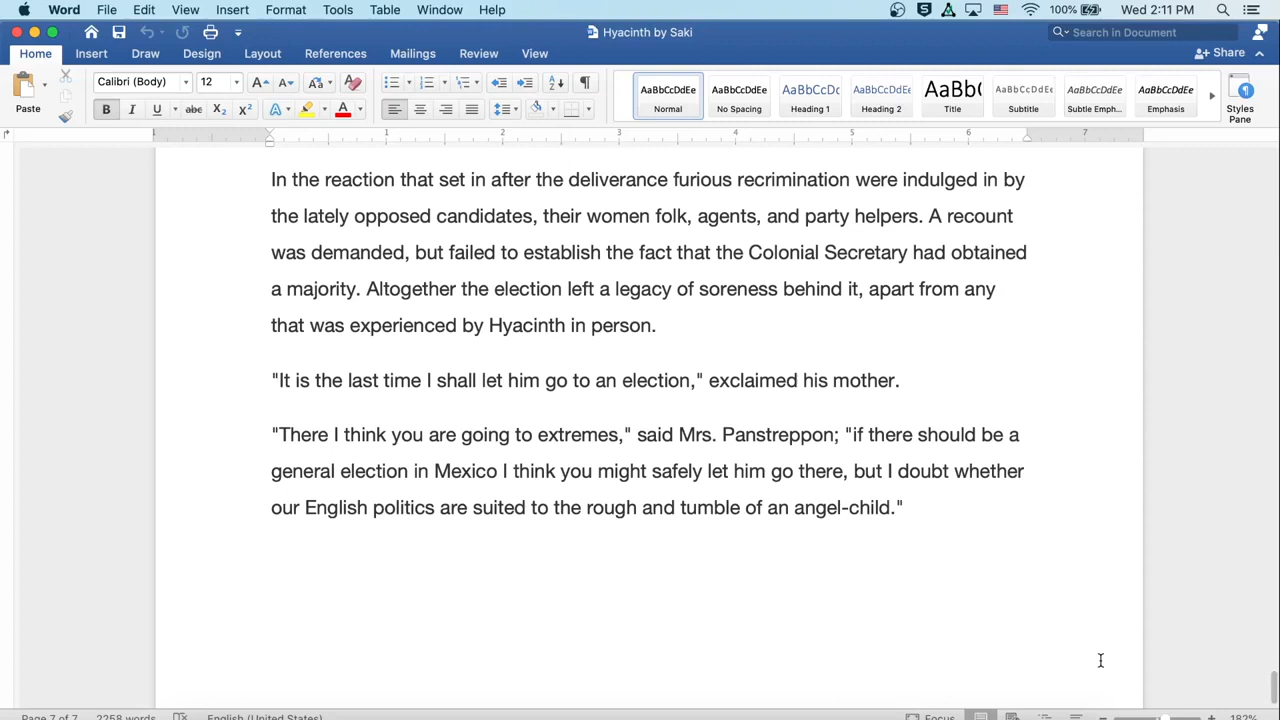 Word File Edit View Insert Format Tools Table Window Help 100% Wed 2:11 PM
Hyacinth by Saki Search in Document
Home Insert Draw Design Layout References Mailings Review View Share
Calibri (Body) 12 AaBbCcDdEe AaBbCcDdEe AaBbCcDc AaBbCcDdEe AaBb( AaBbCcDdEe AaBbCcDdEe AaBbCcDdEe
Paste Normal No Spacing Heading 1 Heading 2 Title Subtitle Subtle Emph... Emphasis Styles Pane
1 1 2 3 4 5 6 7
In the reaction that set in after the deliverance furious recrimination were indulged in by
the lately opposed candidates, their women folk, agents, and party helpers. A recount
was demanded, but failed to establish the fact that the Colonial Secretary had obtained
a majority. Altogether the election left a legacy of soreness behind it, apart from any
that was experienced by Hyacinth in person.
"It is the last time I shall let him go to an election," exclaimed his mother.
"There I think you are going to extremes," said Mrs. Panstreppon; "if there should be a
general election in Mexico I think you might safely let him go there, but I doubt whether
our English politics are suited to the rough and tumble of an angel-child."
Page 7 of 7 2258 words English (United States) Focus 182%